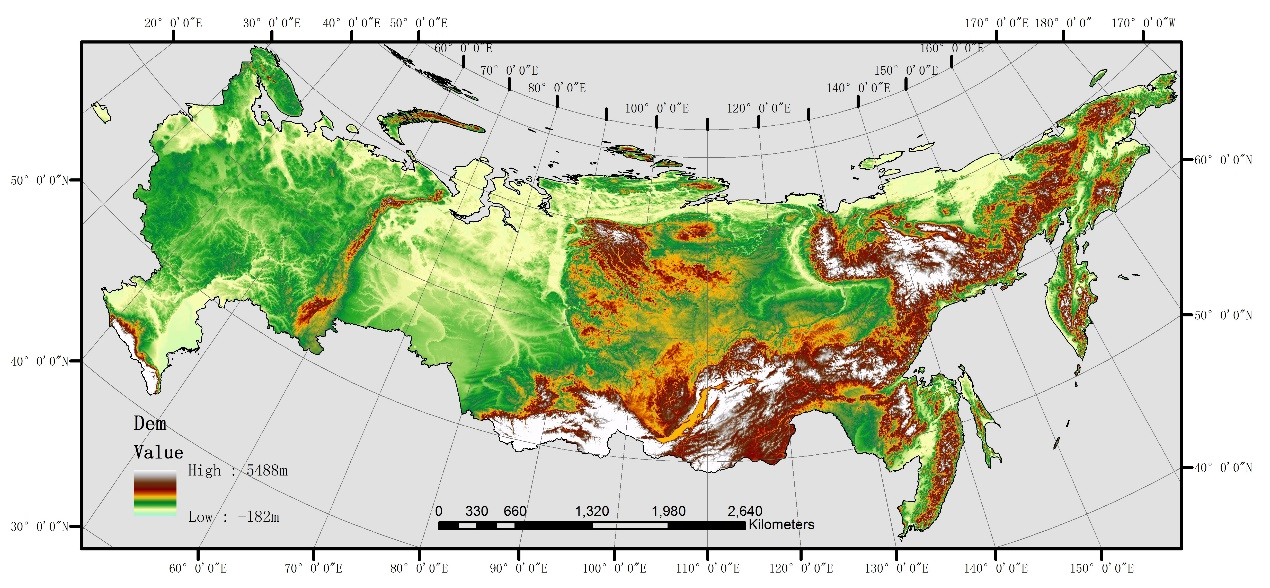 20° 0'0"E 30° 0'0"E 40° 0'0"E 50° 0'0"E 170° 0'0"E 180° 0'0" 170° 0'0"W
60° 0'0"E 160° 0'0"E
70° 0'0"E 150° 0'0"E
80° 0'0"E 140° 0'0"E
100° 0'0"E 120° 0'0"E
60° 0'0"N
50° 0'0"N
50° 0'0"N
40° 0'0"N
Dem
Value
High : 5488m
40° 0'0"N
Low : -182m
0 330 660 1,320 1,980 2,640
Kilometers
30° 0'0"N
60° 0'0"E 70° 0'0"E 80° 0'0"E 90° 0'0"E 100° 0'0"E 110° 0'0"E 120° 0'0"E 130° 0'0"E 140° 0'0"E 150° 0'0"E